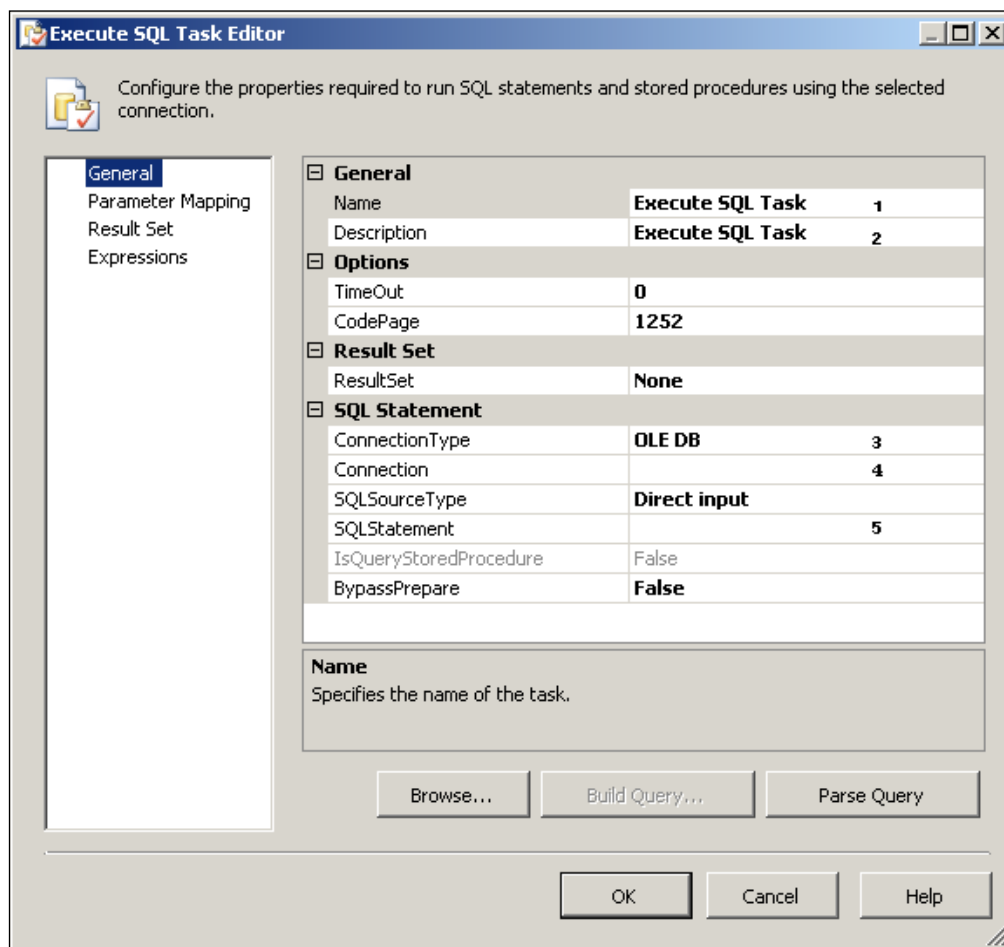 Execute SQL Task Editor
Configure the properties required to run SQL statements and stored procedures using the selected
connection.
General
Parameter Mapping
Result Set
Expressions
General
Name Execute SQL Task 1
Description Execute SQL Task 2
Options
TimeOut 0
CodePage 1252
Result Set
ResultSet None
SQL Statement
ConnectionType OLE DB 3
Connection 4
SQLSourceType Direct input
SQLStatement 5
IsQueryStoredProcedure False
BypassPrepare False
Name
Specifies the name of the task.
Browse... Build Query... Parse Query
OK Cancel Help